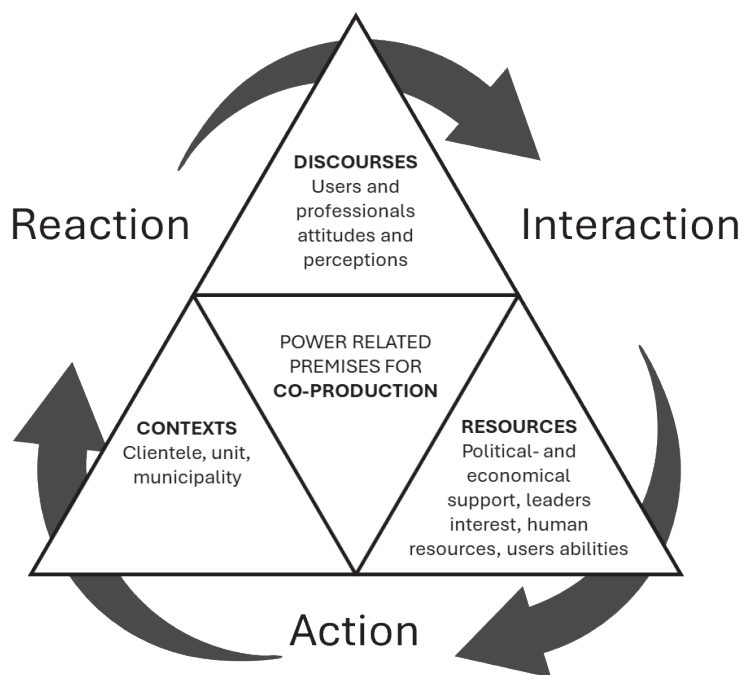 DISCOURSES
Users and
professionals
attitudes and
perceptions
Reaction
Interaction
POWER RELATED
PREMISES FOR
CO-PRODUCTION
CONTEXTS
Clientele, unit,
municipality
RESOURCES
Political- and
economical
support, leaders
interest, human
resources, users abilities
Action